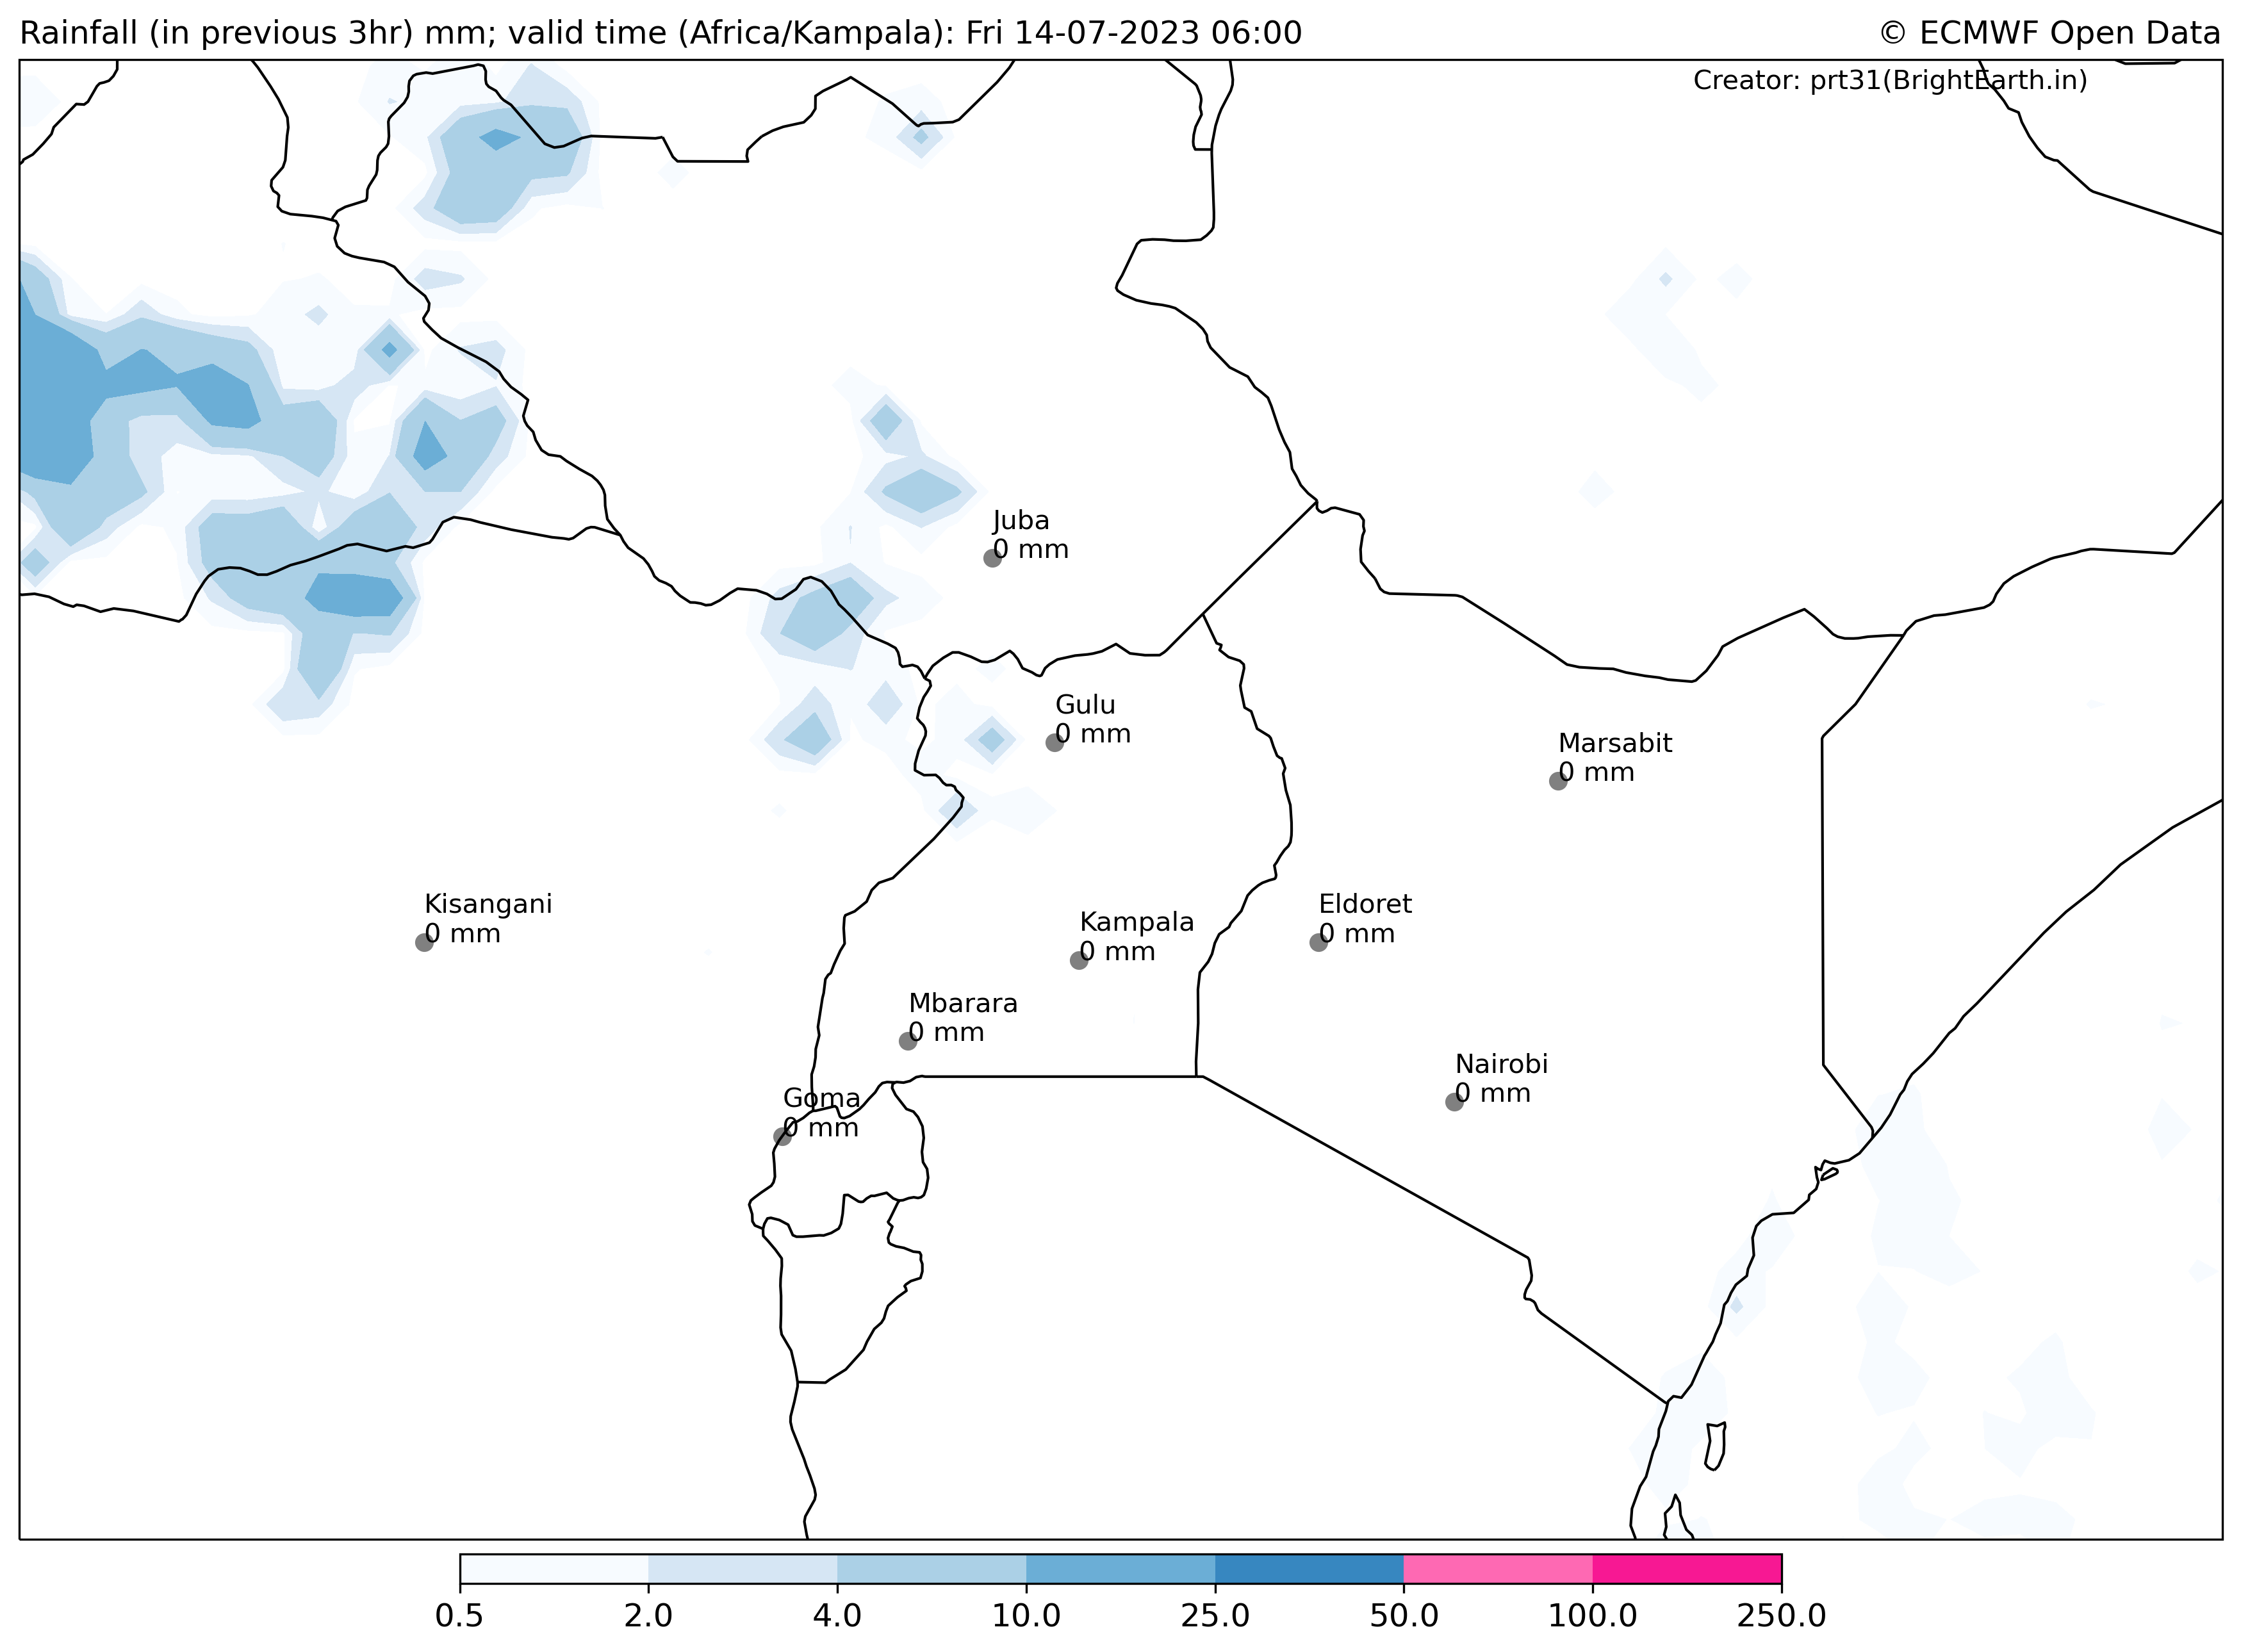 Rainfall (in previous 3hr) mm; valid time (Africa/Kampala): Fri 14-07-2023 06:00
© ECMWF Open Data
Creator: prt31(BrightEarth.in)
Juba
0 mm
Gulu
0 mm
Marsabit
0 mm
Kisangani
0 mm
Kampala
0 mm
Eldoret
0 mm
Mbarara
0 mm
Nairobi
0 mm
Goma
0 mm
0.5 2.0 4.0 10.0 25.0 50.0 100.0 250.0